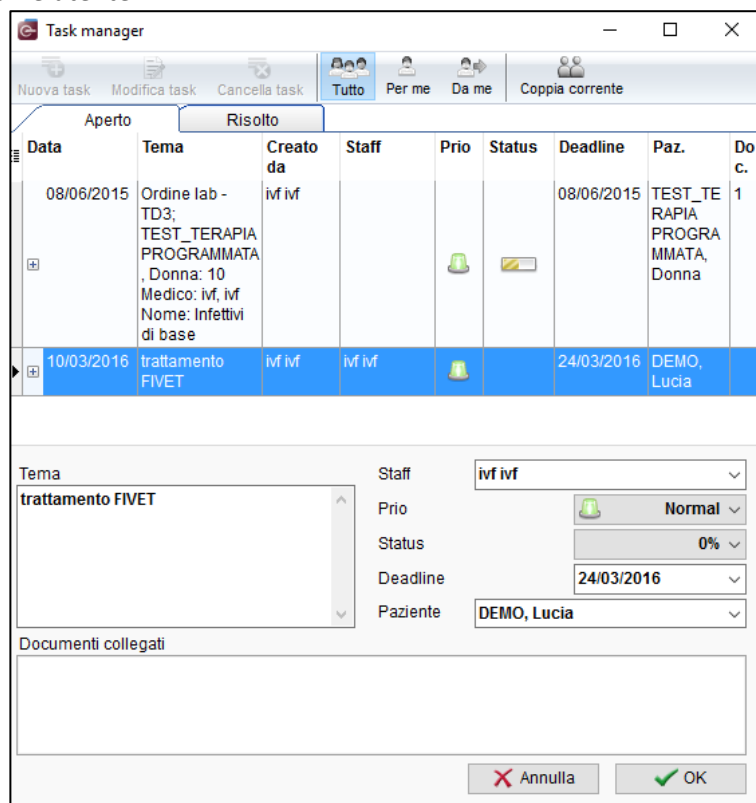 Task manager
Nuova task Modifica task Cancella task Tutto Per me Da me Coppia corrente
Aperto Risolto
Data Tema Creato da Staff Prio Status Deadline Paz. Do c.
08/06/2015 Ordine lab - ivf ivf 08/06/2015 TEST_TE 1
TD3; RAPIA
TEST_TERAPIA PROGRA
PROGRAMMATA MMATA,
, Donna: 10 Donna
Medico: ivf, ivf
Nome: Infettivi
di base
10/03/2016 trattamento ivf ivf ivf ivf 24/03/2016 DEMO,
FIVET Lucia
Tema Staff ivf ivf
trattamento FIVET
Prio Normal
Status 0%
Deadline 24/03/2016
Paziente DEMO, Lucia
Documenti collegati
Annulla OK